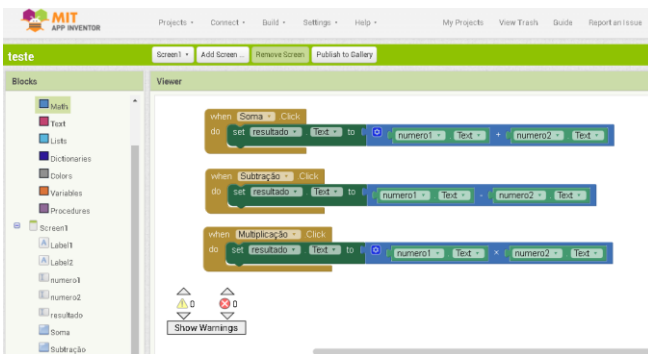 MIT
APP INVENTOR
Projects Connect Build Settings Help My Projects View Trash Guide Report an Issue
teste
Screen1 Add Screen ... Remove Screen Publish to Gallery
Blocks
Viewer
Math
Text
Lists
Dictionaries
Colors
Variables
Procedures
Screen1
Label1
Label2
numero1
numero2
resultado
Soma
Subtração
when Soma .Click
do set resultado . Text to numero1 . Text + numero2 . Text
when Subtração .Click
do set resultado . Text to numero1 . Text - numero2 . Text
when Multiplicação .Click
do set resultado . Text to numero1 . Text × numero2 . Text
0 0
Show Warnings